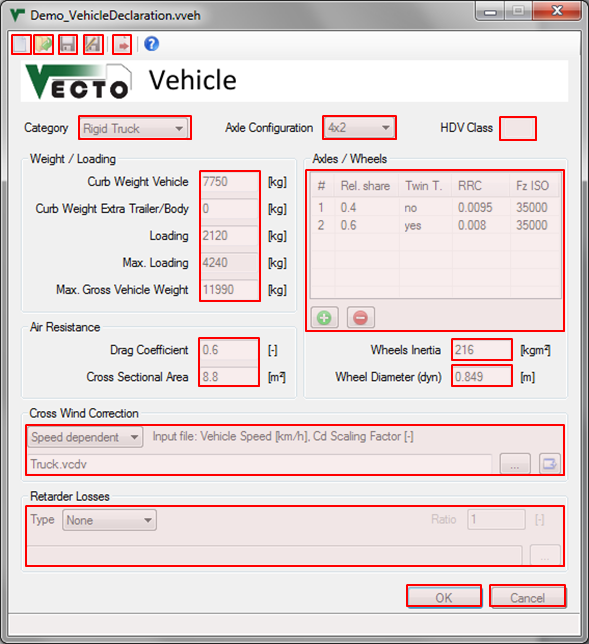 Demo_VehicleDeclaration.vveh
VECTO Vehicle
Category Rigid Truck Axle Configuration 4x2 HDV Class
Weight / Loading
Curb Weight Vehicle 7750 [kg]
Curb Weight Extra Trailer/Body 0 [kg]
Loading 2120 [kg]
Max. Loading 4240 [kg]
Max. Gross Vehicle Weight 11990 [kg]
Axles / Wheels
# Rel. share Twin T. RRC Fz ISO
1 0.4 no 0.0095 35000
2 0.6 yes 0.008 35000
Air Resistance
Drag Coefficient 0.6 [-]
Cross Sectional Area 8.8 [m²]
Wheels Inertia 216 [kgm²]
Wheel Diameter (dyn) 0.849 [m]
Cross Wind Correction
Speed dependent Input file: Vehicle Speed [km/h], Cd Scaling Factor [-]
Truck.vcdv ...
Retarder Losses
Type None Ratio 1 [-]
...
OK Cancel